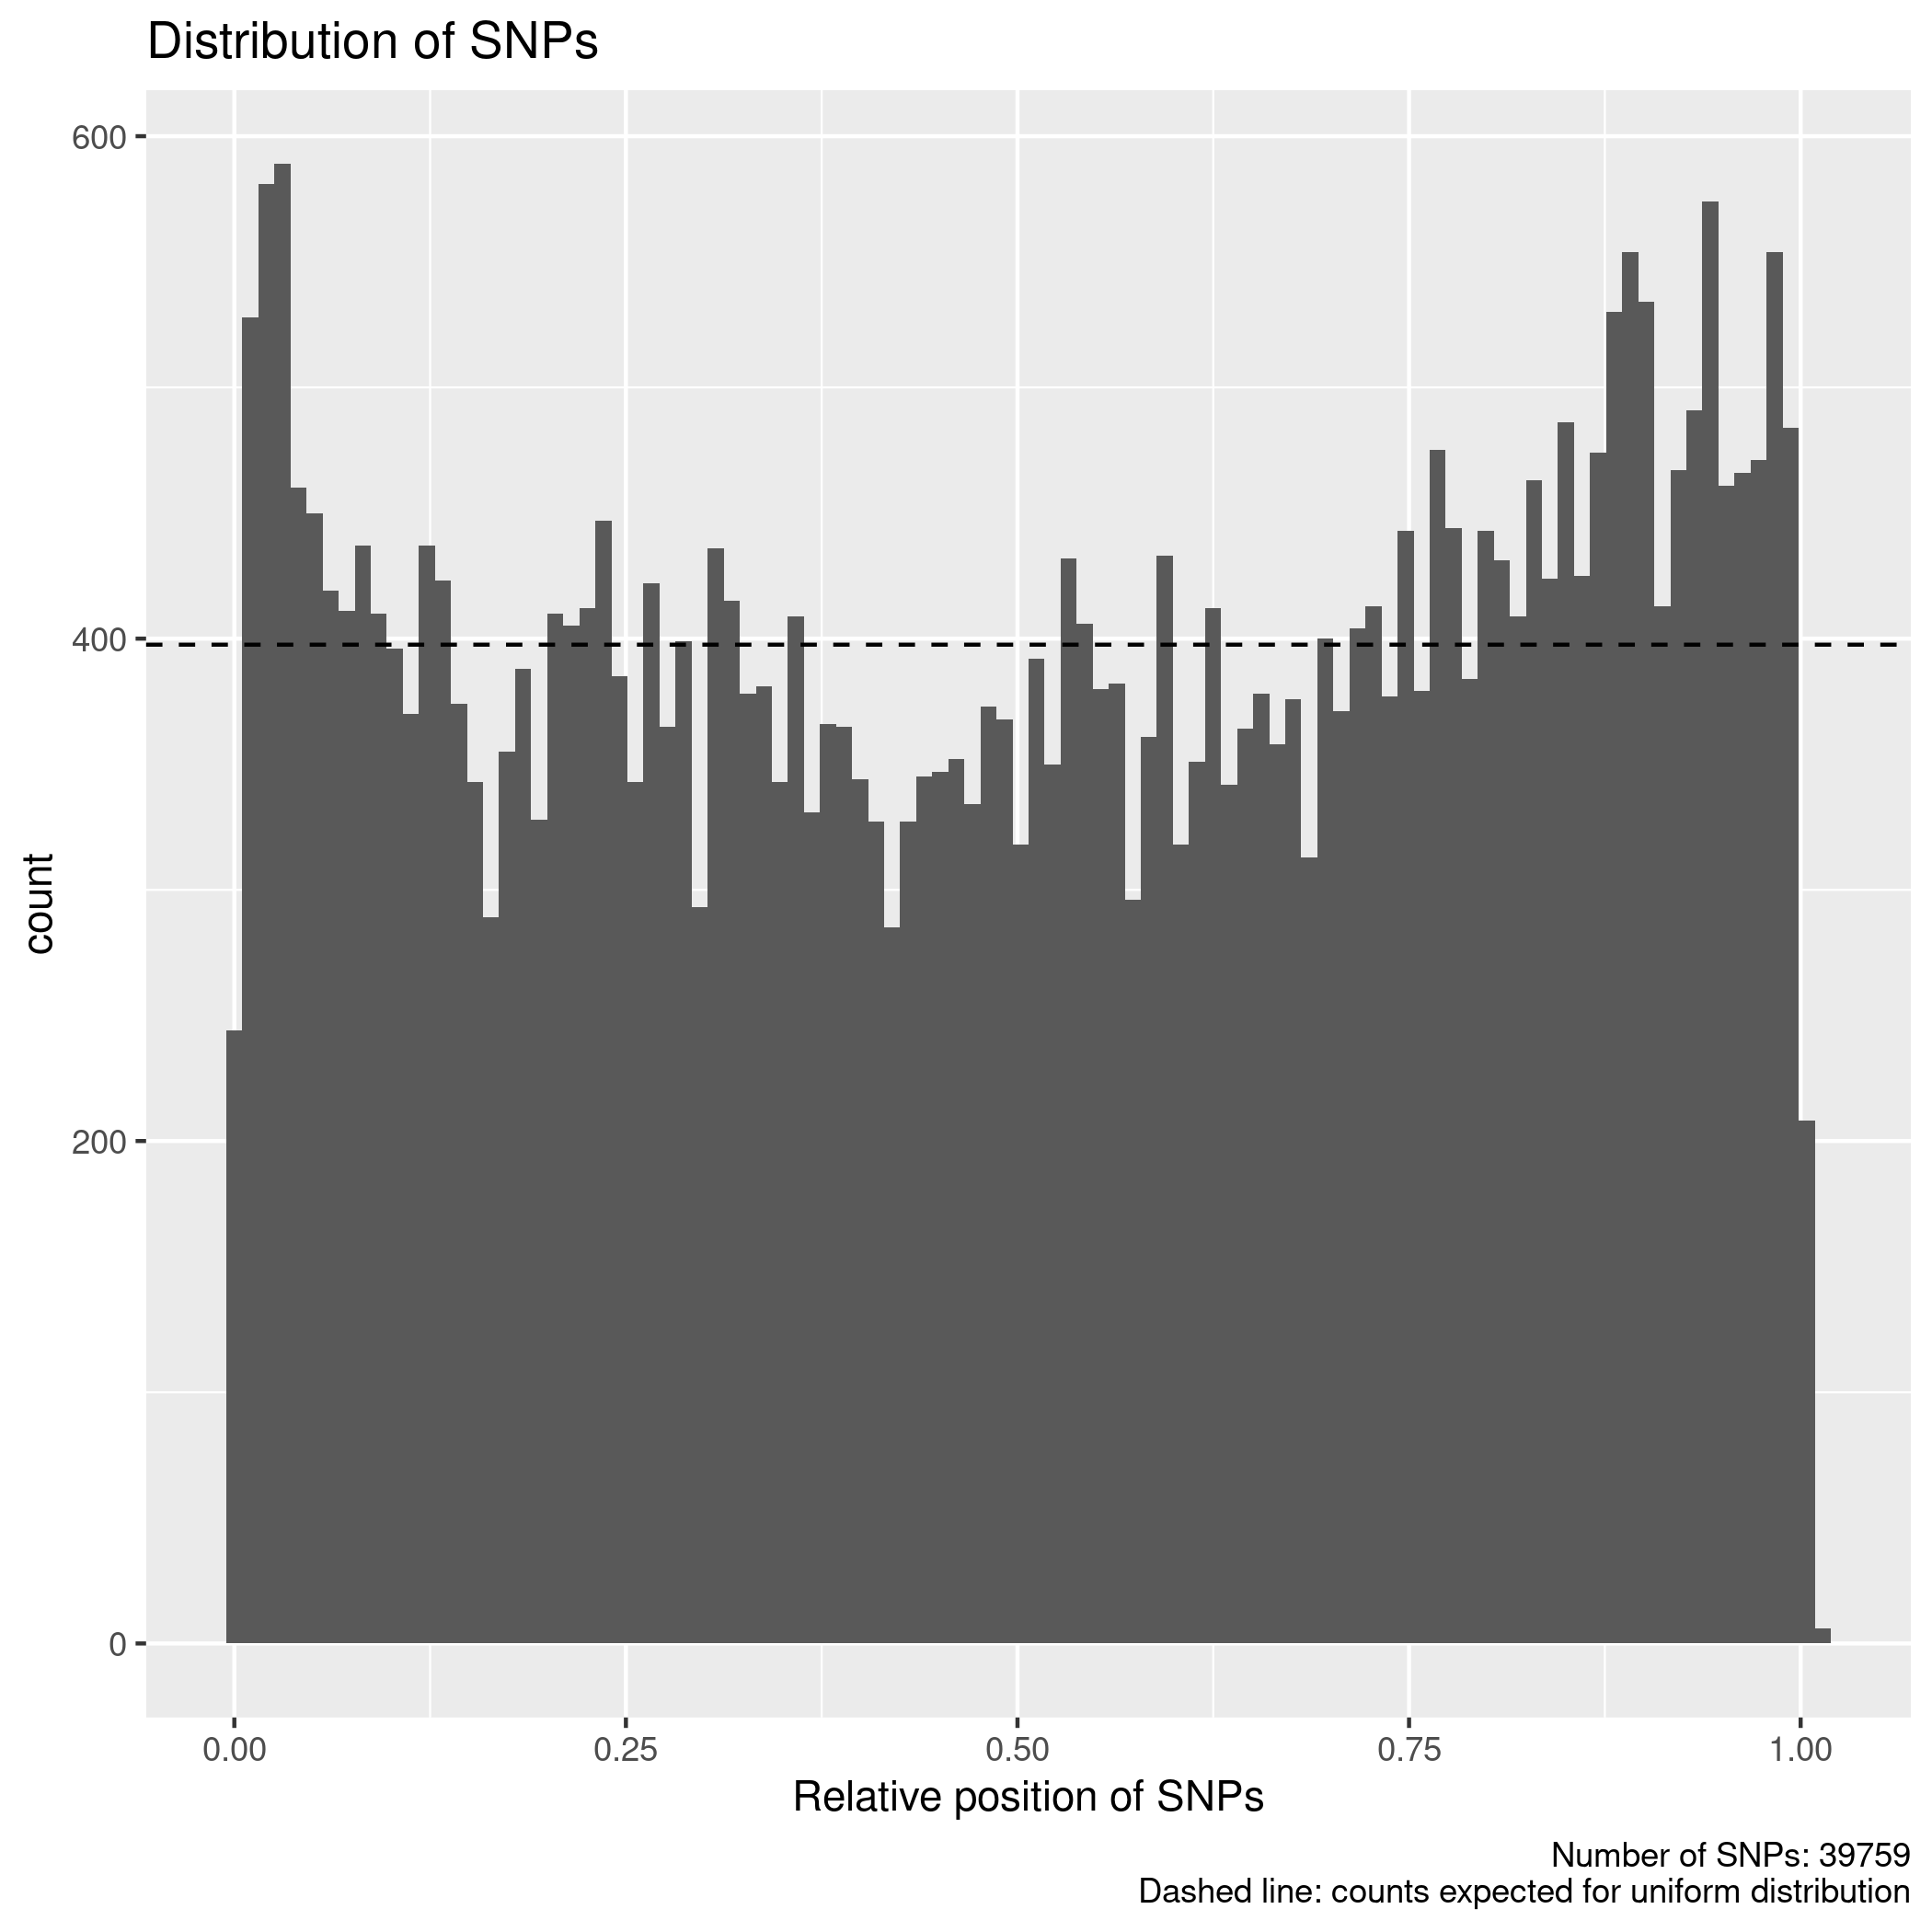 Distribution of SNPs
600
400
200
0
count
0.00 0.25 0.50 0.75 1.00
Relative position of SNPs
Number of SNPs: 39759
Dashed line: counts expected for uniform distribution